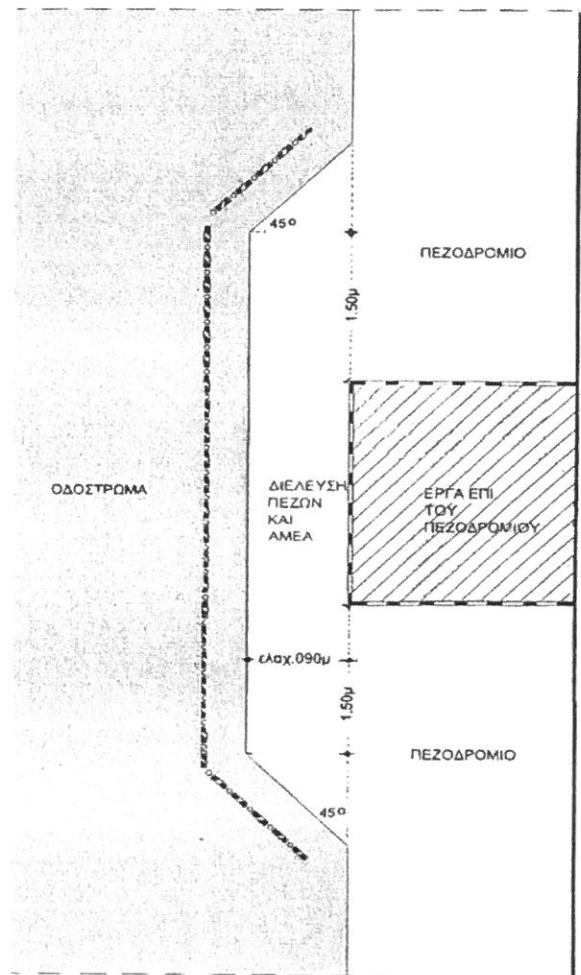 45°
ΠΕΖΟΔΡΟΜΙΟ
1.50μ
ΟΔΟΣΤΡΩΜΑ
ΔΙΕΛΕΥΣΗ
ΠΕΖΩΝ
ΚΑΙ
ΑΜΕΑ
ΕΡΓΑ ΕΠΙ
ΤΟΥ
ΠΕΖΟΔΡΟΜΙΟΥ
ελαχ.090μ
1.50μ
ΠΕΖΟΔΡΟΜΙΟ
45°